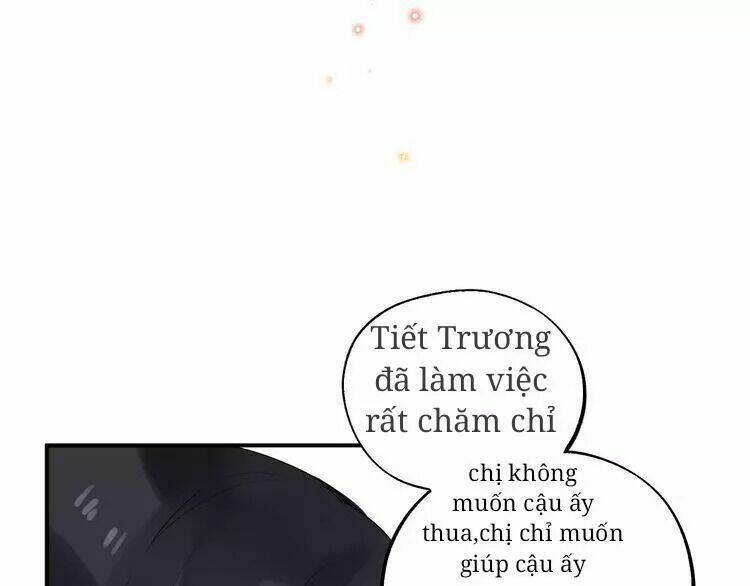 Tiết Trương
đã làm việc
rất chăm chỉ
chị không
muốn cậu ấy
thua,chị chỉ muốn
giúp cậu ấy